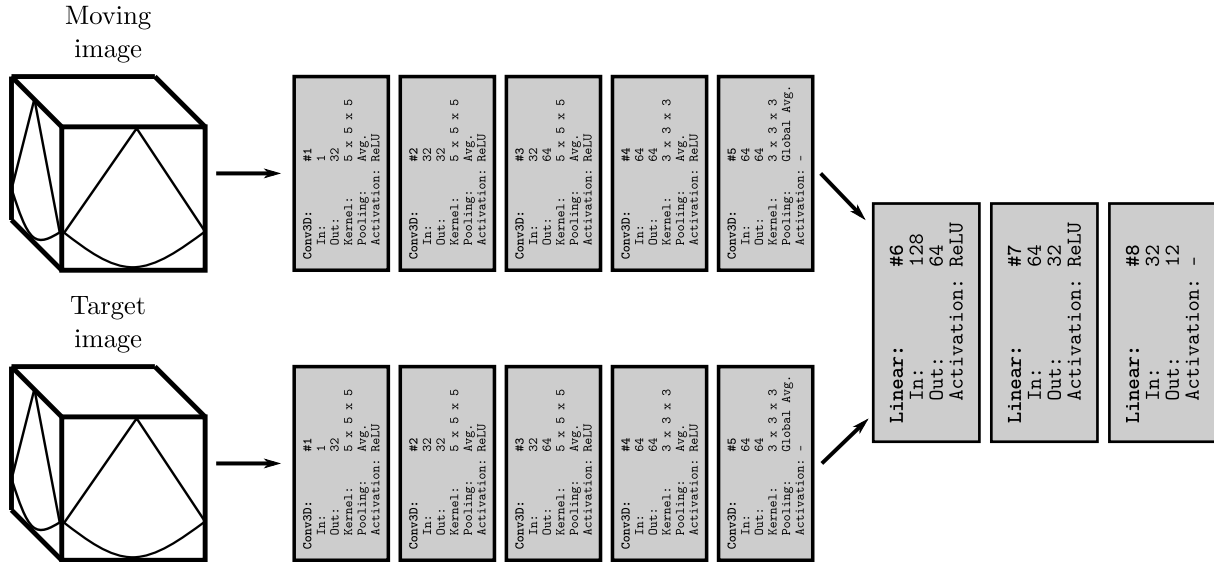 Moving
image
Conv3D: #1
In: 1
Out: 32
Kernel: 5 x 5 x 5
Pooling: Avg.
Activation: ReLU
Conv3D: #2
In: 32
Out: 32
Kernel: 5 x 5 x 5
Pooling: Avg.
Activation: ReLU
Conv3D: #3
In: 32
Out: 64
Kernel: 5 x 5 x 5
Pooling: Avg.
Activation: ReLU
Conv3D: #4
In: 64
Out: 64
Kernel: 3 x 3 x 3
Pooling: Avg.
Activation: ReLU
Conv3D: #5
In: 64
Out: 64
Kernel: 3 x 3 x 3
Pooling: Global Avg.
Activation: -
Target
image
Conv3D: #1
In: 1
Out: 32
Kernel: 5 x 5 x 5
Pooling: Avg.
Activation: ReLU
Conv3D: #2
In: 32
Out: 32
Kernel: 5 x 5 x 5
Pooling: Avg.
Activation: ReLU
Conv3D: #3
In: 32
Out: 64
Kernel: 5 x 5 x 5
Pooling: Avg.
Activation: ReLU
Conv3D: #4
In: 64
Out: 64
Kernel: 3 x 3 x 3
Pooling: Avg.
Activation: ReLU
Conv3D: #5
In: 64
Out: 64
Kernel: 3 x 3 x 3
Pooling: Global Avg.
Activation: -
Linear: #6
In: 128
Out: 64
Activation: ReLU
Linear: #7
In: 64
Out: 32
Activation: ReLU
Linear: #8
In: 32
Out: 12
Activation: -